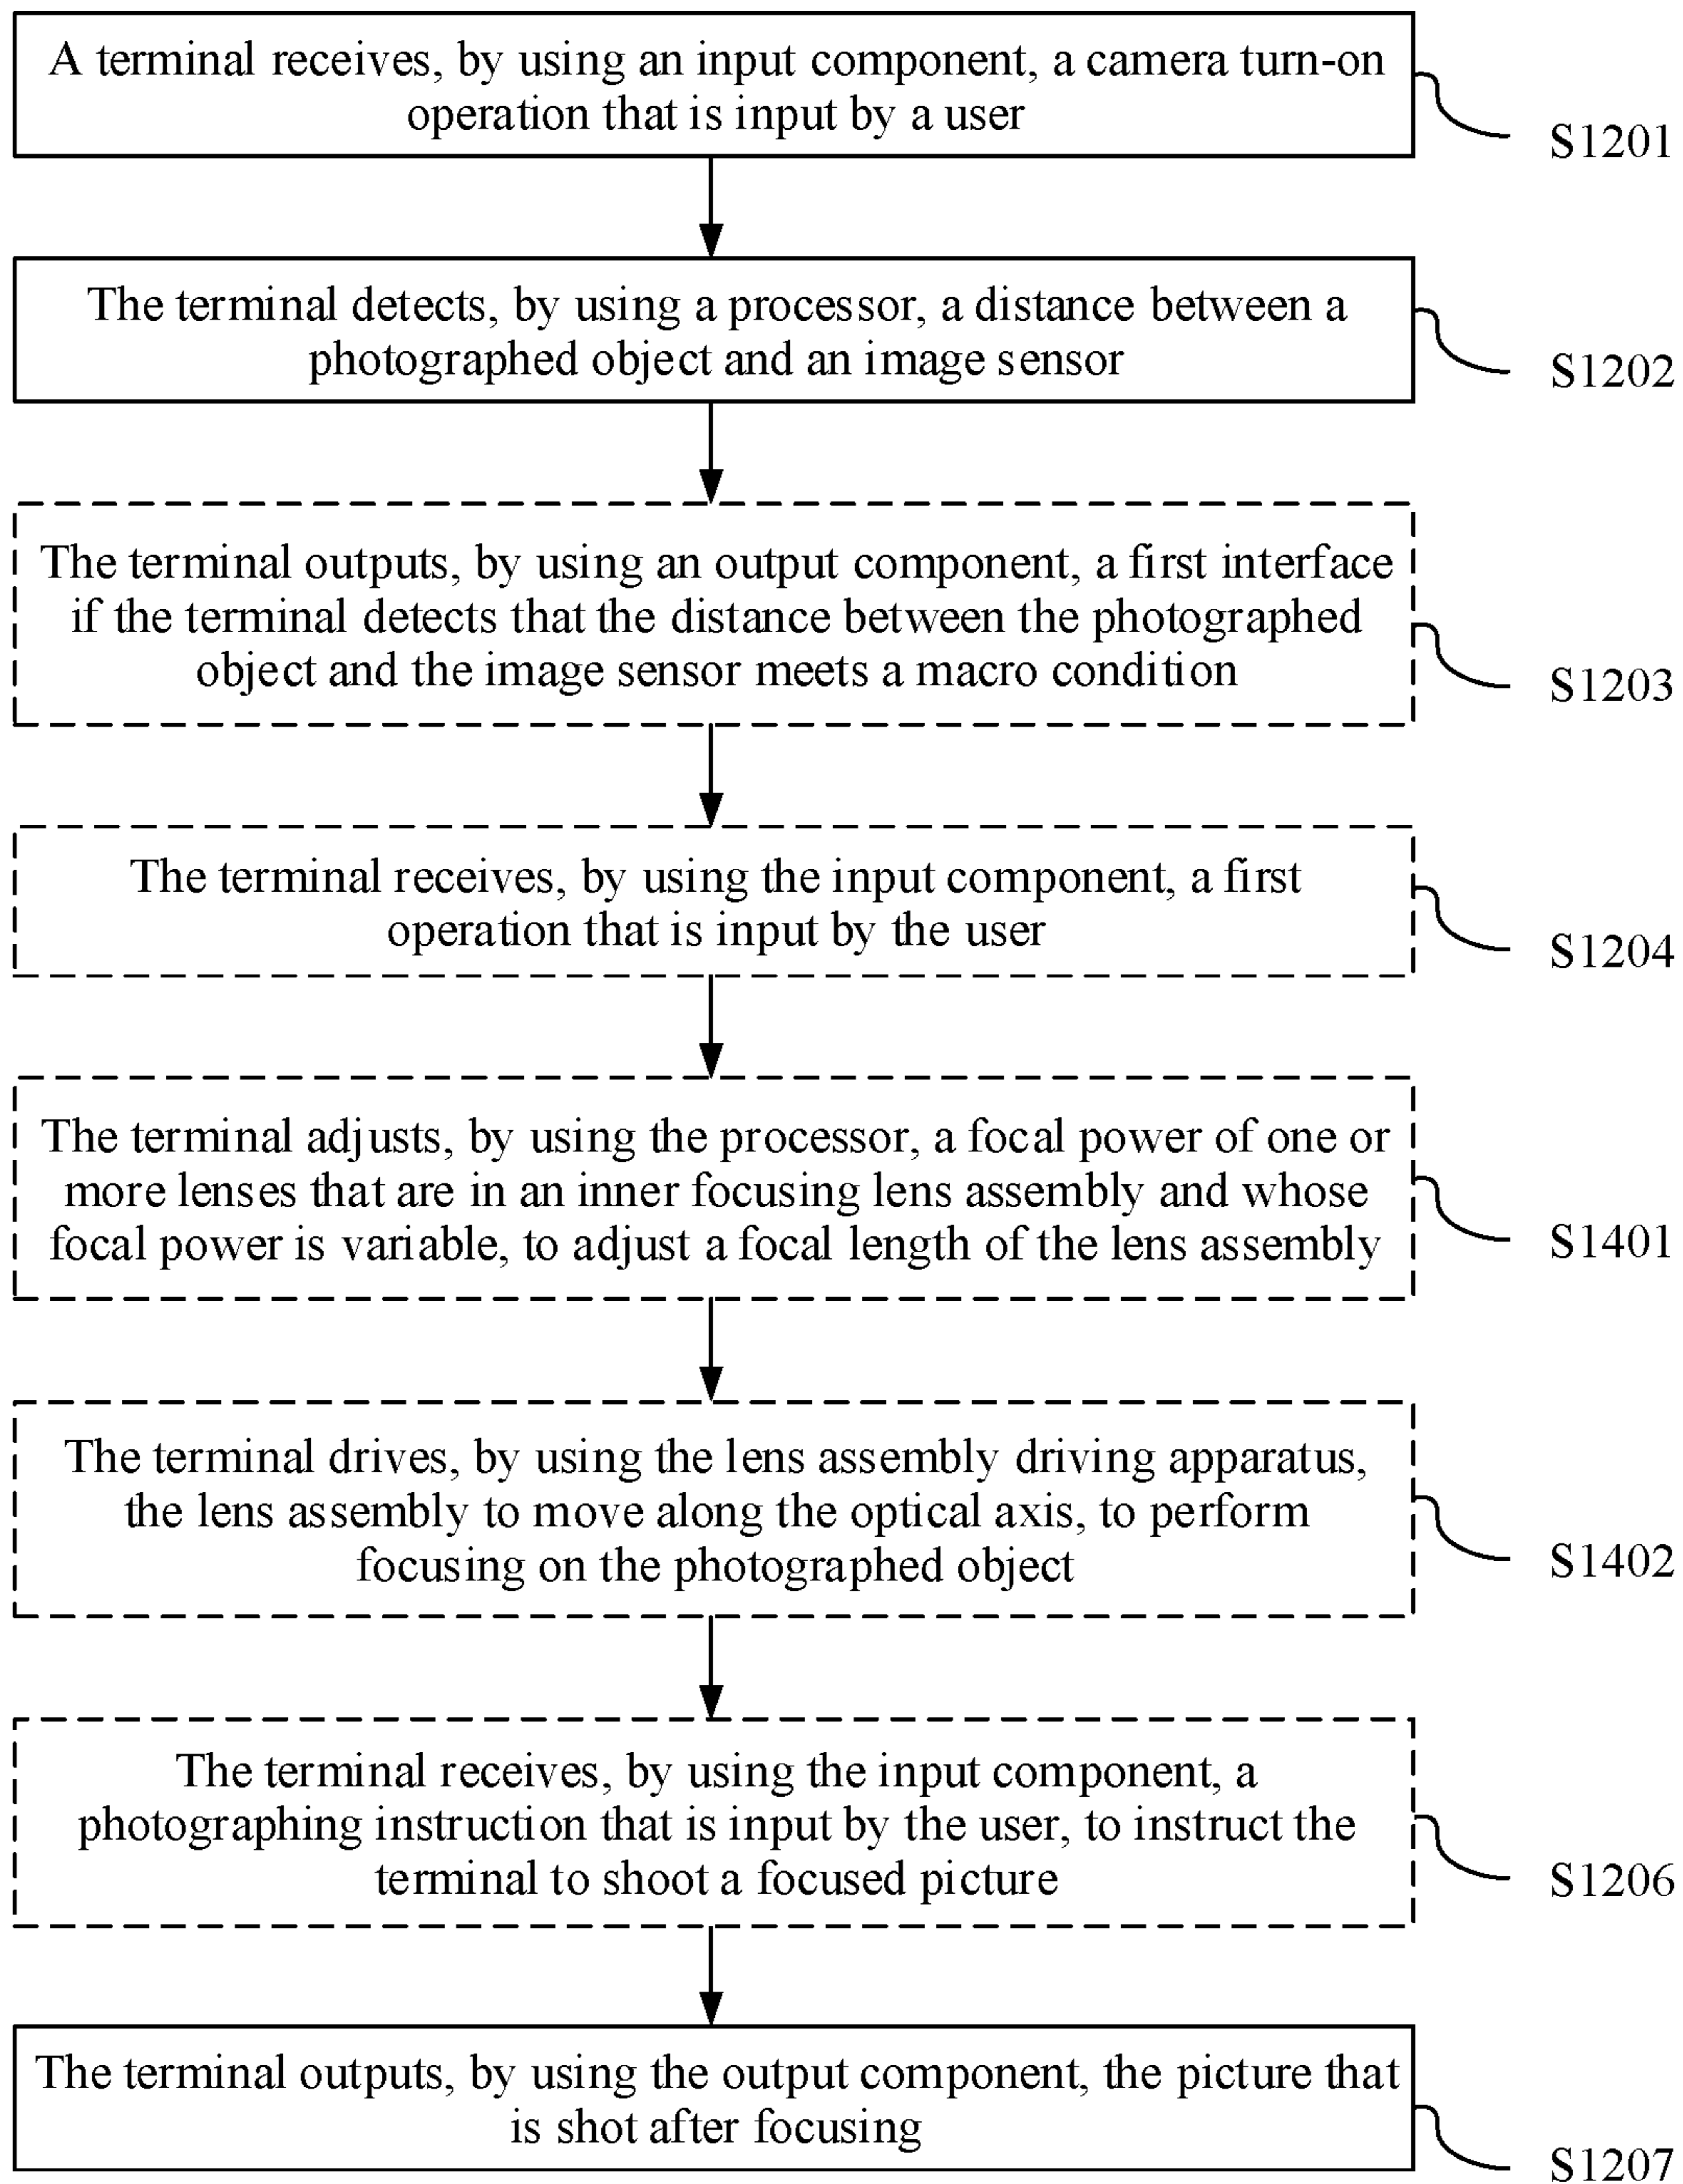 A terminal receives, by using an input component, a camera turn-on
operation that is input by a user
S1201
The terminal detects, by using a processor, a distance between a
photographed object and an image sensor
S1202
The terminal outputs, by using an output component, a first interface
if the terminal detects that the distance between the photographed
object and the image sensor meets a macro condition
S1203
The terminal receives, by using the input component, a first
operation that is input by the user
S1204
The terminal adjusts, by using the processor, a focal power of one or
more lenses that are in an inner focusing lens assembly and whose
focal power is variable, to adjust a focal length of the lens assembly
S1401
The terminal drives, by using the lens assembly driving apparatus,
the lens assembly to move along the optical axis, to perform
focusing on the photographed object
S1402
The terminal receives, by using the input component, a
photographing instruction that is input by the user, to instruct the
terminal to shoot a focused picture
S1206
The terminal outputs, by using the output component, the picture that
is shot after focusing
S1207